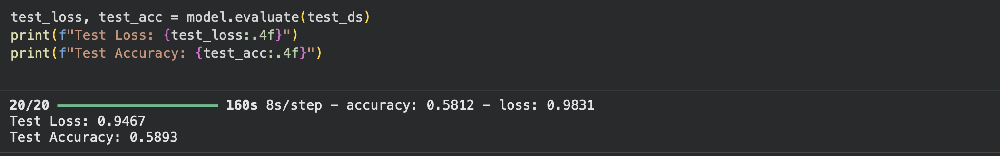 test_loss, test_acc = model.evaluate(test_ds)
print(f"Test Loss: {test_loss:.4f}")
print(f"Test Accuracy: {test_acc:.4f}")
20/20 ━━━━━━━━━━━━━━━━━━━━ 160s 8s/step - accuracy: 0.5812 - loss: 0.9831
Test Loss: 0.9467
Test Accuracy: 0.5893